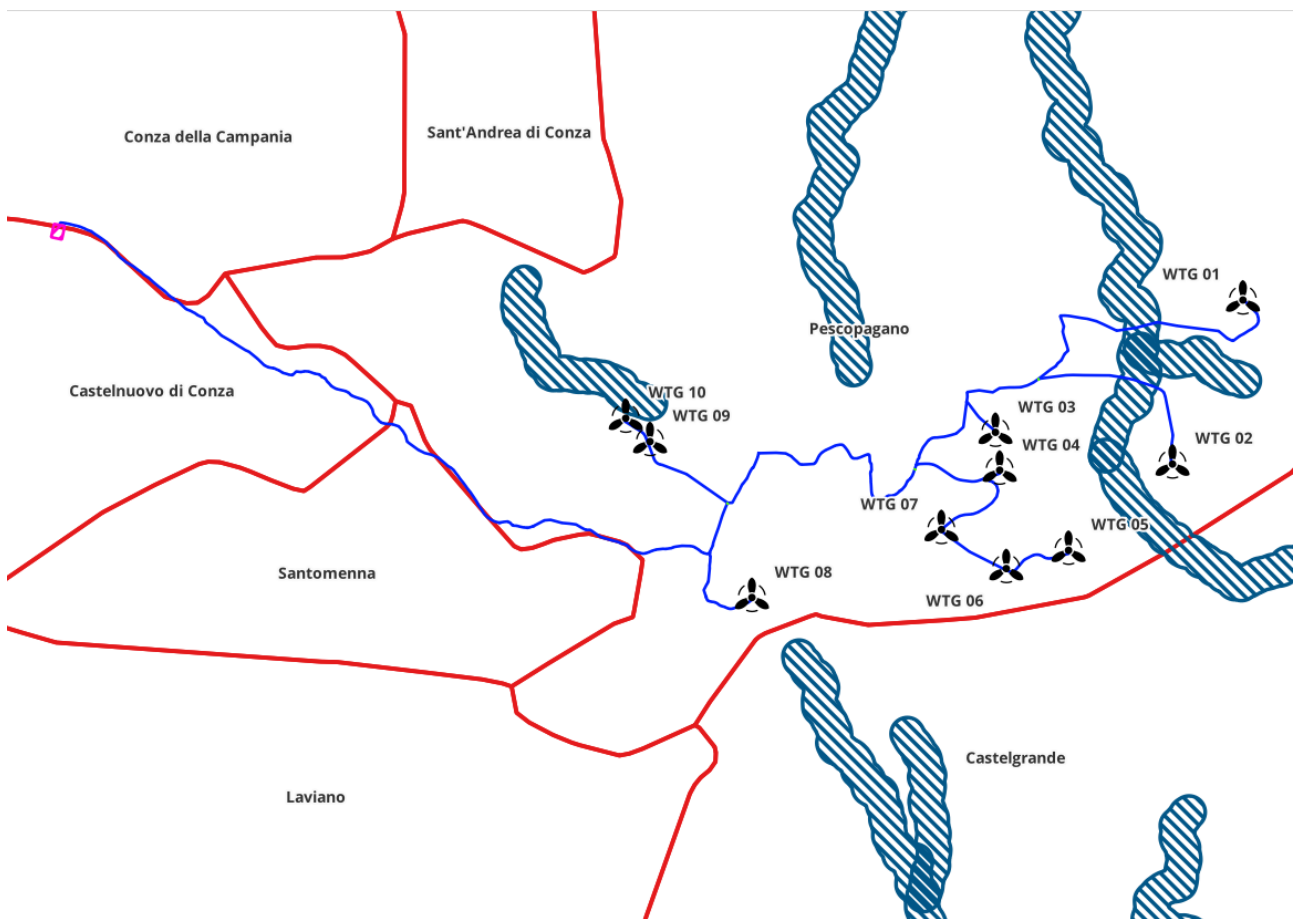 Conza della Campania
Sant'Andrea di Conza
WTG 01
Pescopagano
Castelnuovo di Conza
WTG 10
WTG 09
WTG 03
WTG 04
WTG 02
WTG 07
WTG 05
Santomenna
WTG 08
WTG 06
Castelgrande
Laviano